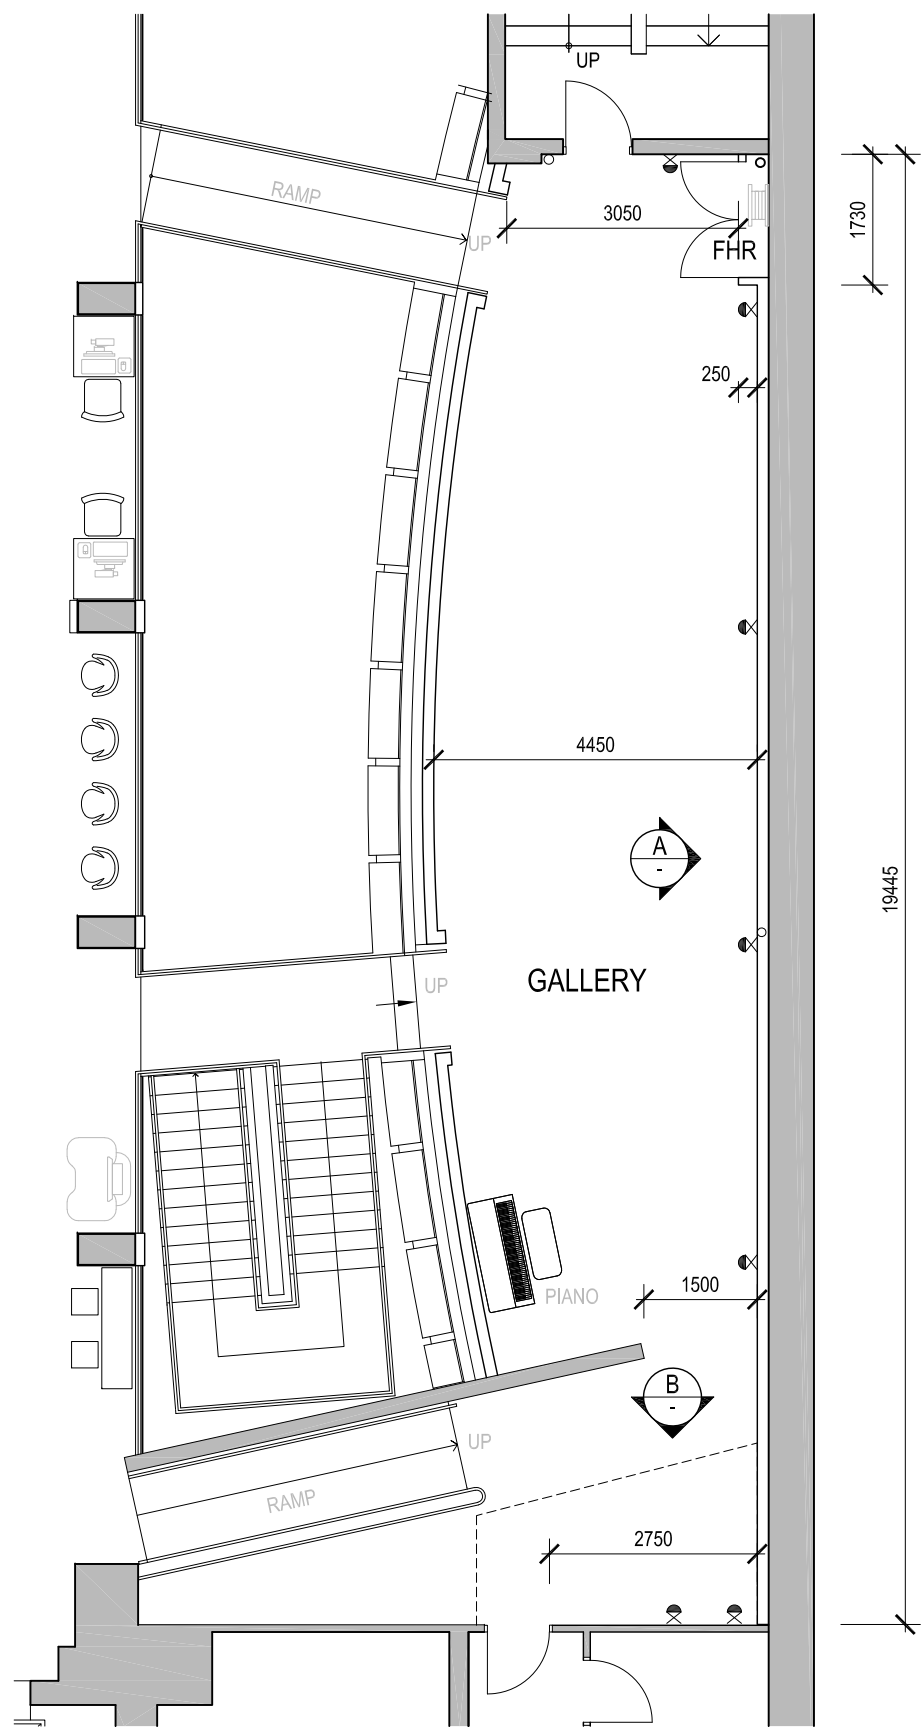 UP
RAMP
3050
1730
UP
FHR
250
4450
A
-
19445
GALLERY
UP
PIANO
1500
B
-
UP
RAMP
2750